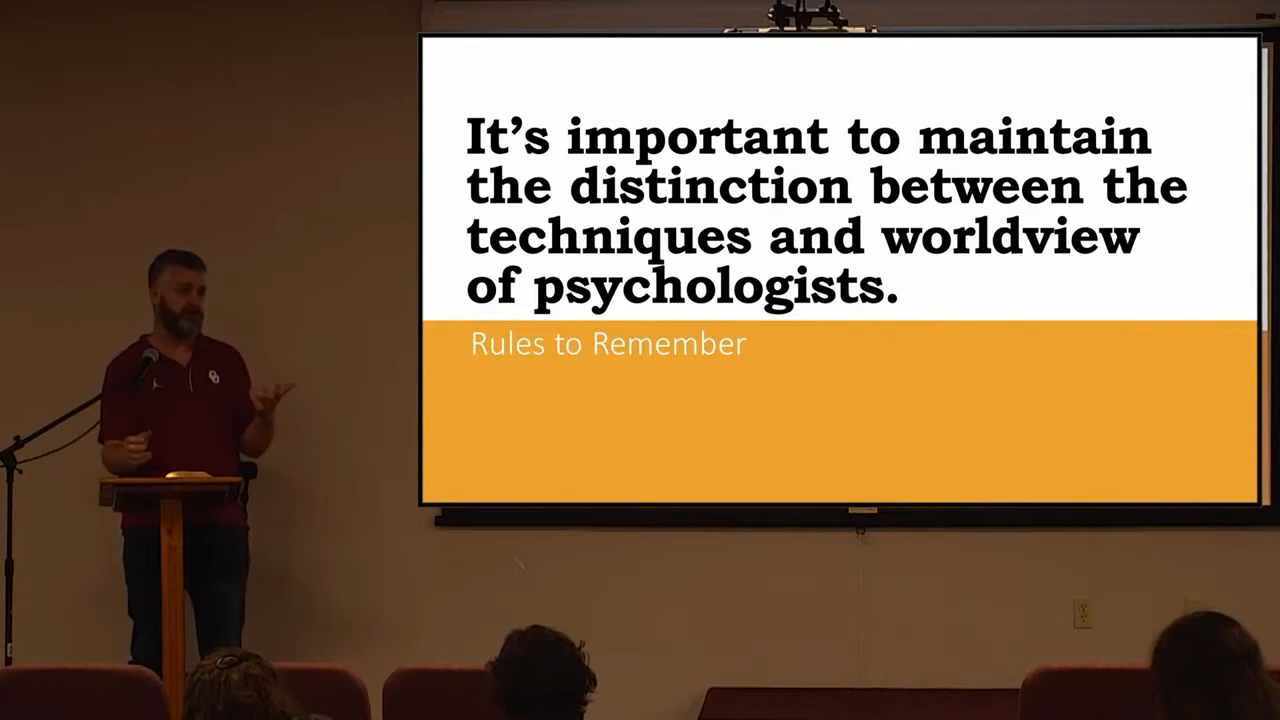 It’s important to maintain
the distinction between the
techniques and worldview
of psychologists.
Rules to Remember